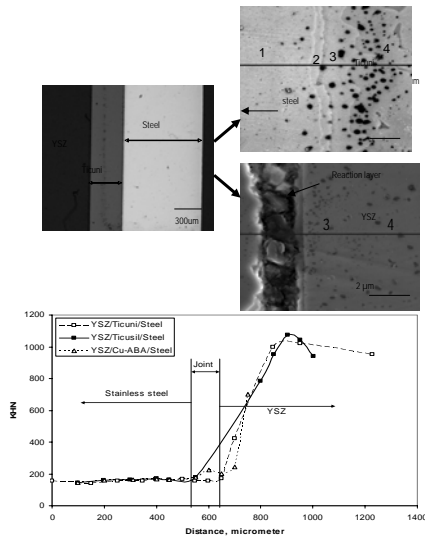 1
2
3
4
Ticuni
steel
m
YSZ
Steel
Ticuni
300um
Reaction layer
YSZ
3
4
2 µm
1200
1000
800
600
400
200
0
KHN
YSZ/Ticuni/Steel
YSZ/Ticusil/Steel
YSZ/Cu-ABA/Steel
Joint
Stainless steel
YSZ
0 200 400 600 800 1000 1200 1400
Distance, micrometer